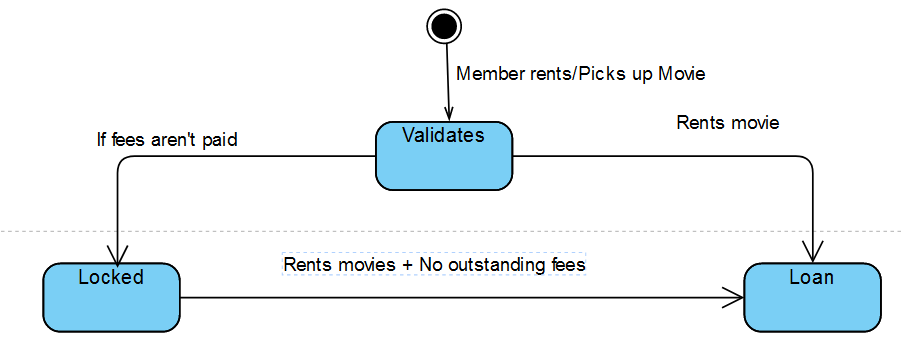 Member rents/Picks up Movie
Rents movie
Validates
If fees aren't paid
Rents movies + No outstanding fees
Locked
Loan